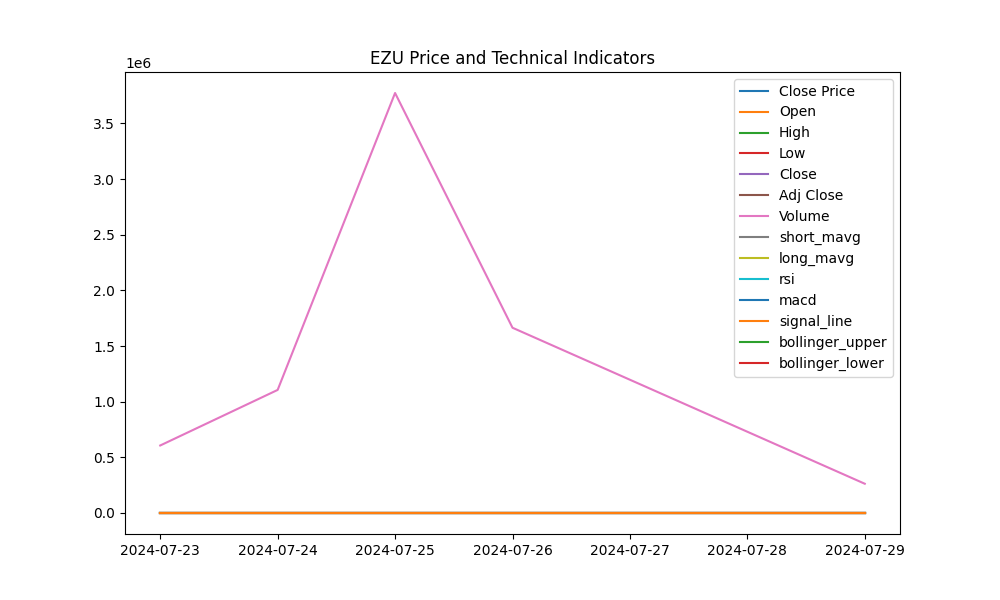 EZU Price and Technical Indicators
1e6
Close Price
Open
High
Low
Close
Adj Close
Volume
short_mavg
long_mavg
rsi
macd
signal_line
bollinger_upper
bollinger_lower
3.5
3.0
2.5
2.0
1.5
1.0
0.5
0.0
2024-07-23 2024-07-24 2024-07-25 2024-07-26 2024-07-27 2024-07-28 2024-07-29